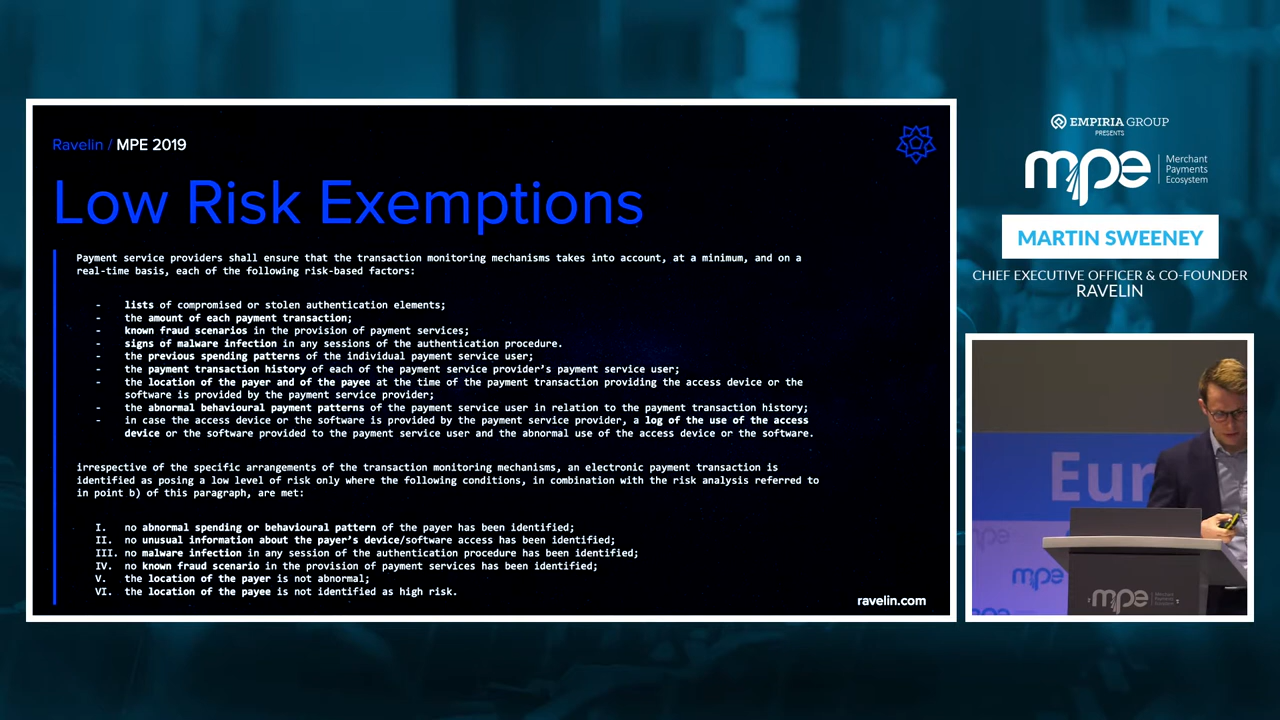 Ravelin / MPE 2019
Low Risk Exemptions
Payment service providers shall ensure that the transaction monitoring mechanisms takes into account, at a minimum, and on a
real-time basis, each of the following risk-based factors:
- lists of compromised or stolen authentication elements;
- the amount of each payment transaction;
- known fraud scenarios in the provision of payment services;
- signs of malware infection in any sessions of the authentication procedure.
- the previous spending patterns of the individual payment service user;
- the payment transaction history of each of the payment service provider's payment service user;
- the location of the payer and of the payee at the time of the payment transaction providing the access device or the
software is provided by the payment service provider;
- the abnormal behavioural payment patterns of the payment service user in relation to the payment transaction history;
- in case the access device or the software is provided by the payment service provider, a log of the use of the access
device or the software provided to the payment service user and the abnormal use of the access device or the software.
irrespective of the specific arrangements of the transaction monitoring mechanisms, an electronic payment transaction is
identified as posing a low level of risk only where the following conditions, in combination with the risk analysis referred to
in point b) of this paragraph, are met:
I. no abnormal spending or behavioural pattern of the payer has been identified;
II. no unusual information about the payer's device/software access has been identified;
III. no malware infection in any session of the authentication procedure has been identified;
IV. no known fraud scenario in the provision of payment services has been identified;
V. the location of the payer is not abnormal;
VI. the location of the payee is not identified as high risk.
ravelin.com
EMPIRIA GROUP
PRESENTS
mpe
Merchant
Payments
Ecosystem
MARTIN SWEENEY
CHIEF EXECUTIVE OFFICER & CO-FOUNDER
RAVELIN
Eur
mpe
mpe
mpe
mpe